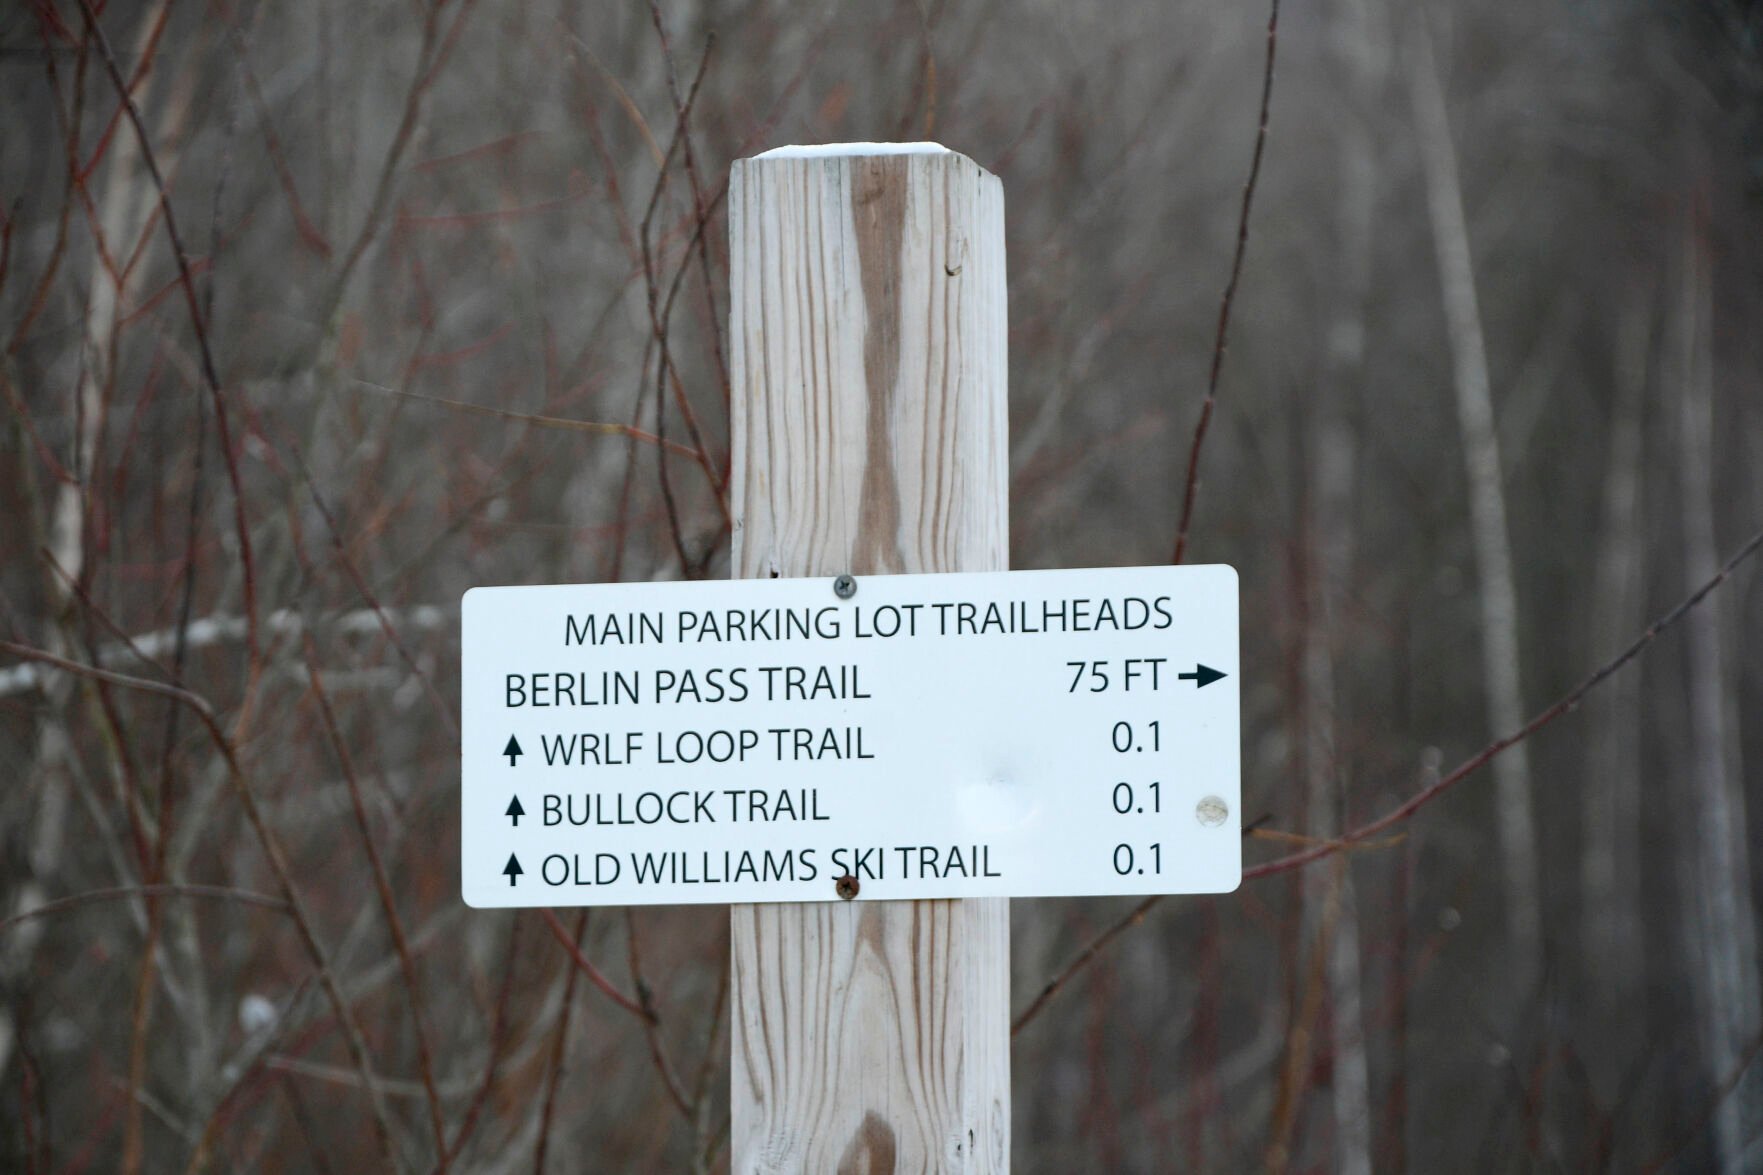 MAIN PARKING LOT TRAILHEADS
BERLIN PASS TRAIL 75 FT →
↑ WRLF LOOP TRAIL 0.1
↑ BULLOCK TRAIL 0.1
↑ OLD WILLIAMS SKI TRAIL 0.1